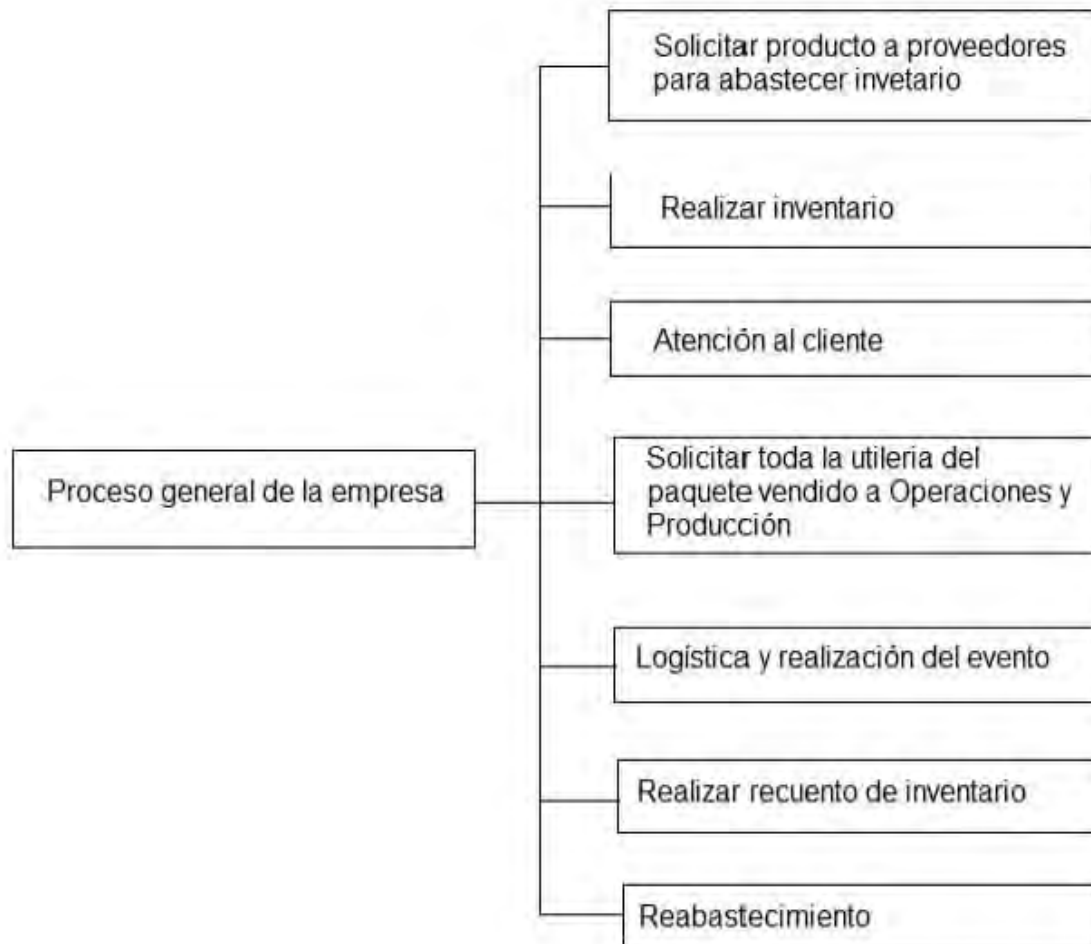 Solicitar producto a proveedores
para abastecer invetario
Realizar inventario
Atención al cliente
Proceso general de la empresa
Solicitar toda la utileria del
paquete vendido a Operaciones y
Producción
Logística y realización del evento
Realizar recuento de inventario
Reabastecimiento